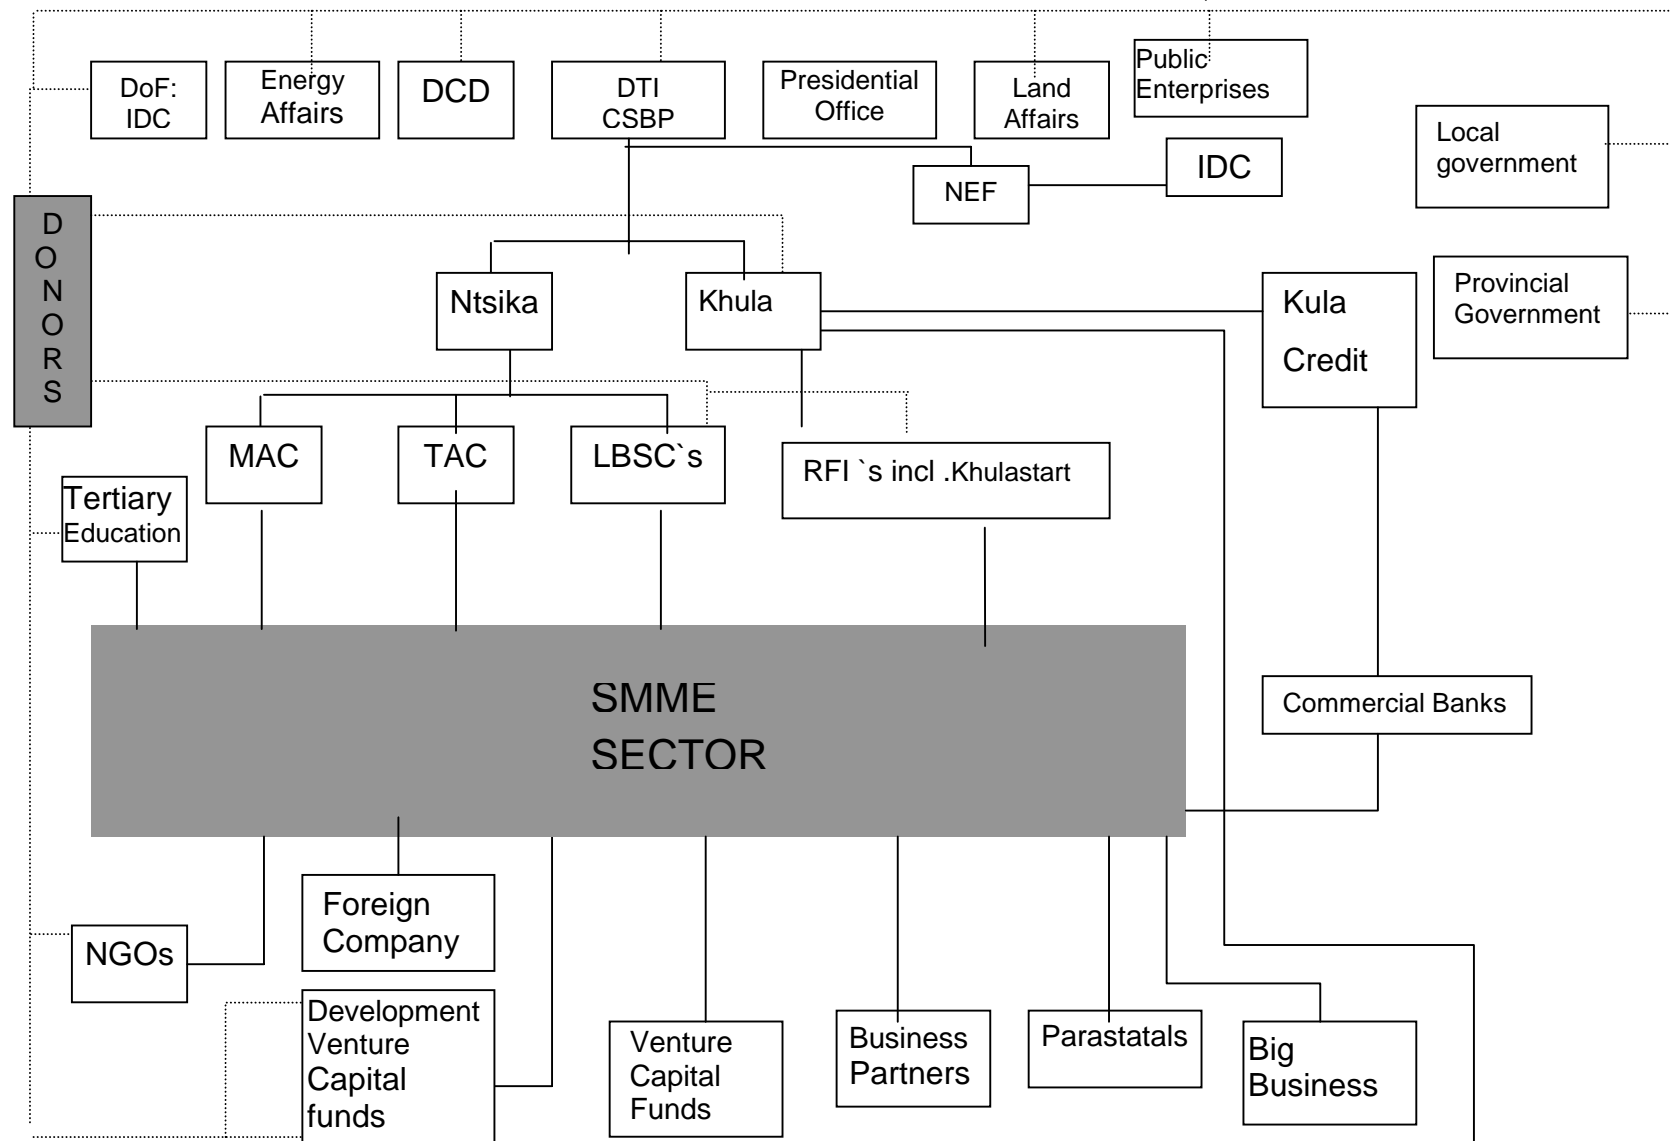 DoF:
IDC
Energy
Affairs
DCD
DTI
CSBP
Presidential
Office
Land
Affairs
Public
Enterprises
Local
government
NEF
IDC
D
O
N
O
R
S
Ntsika
Khula
Kula
Credit
Provincial
Government
MAC
TAC
LBSC`s
RFI `s incl .Khulastart
Tertiary
Education
SMME
SECTOR
Commercial Banks
Foreign
Company
NGOs
Development
Venture
Capital
funds
Venture
Capital
Funds
Business
Partners
Parastatals
Big
Business